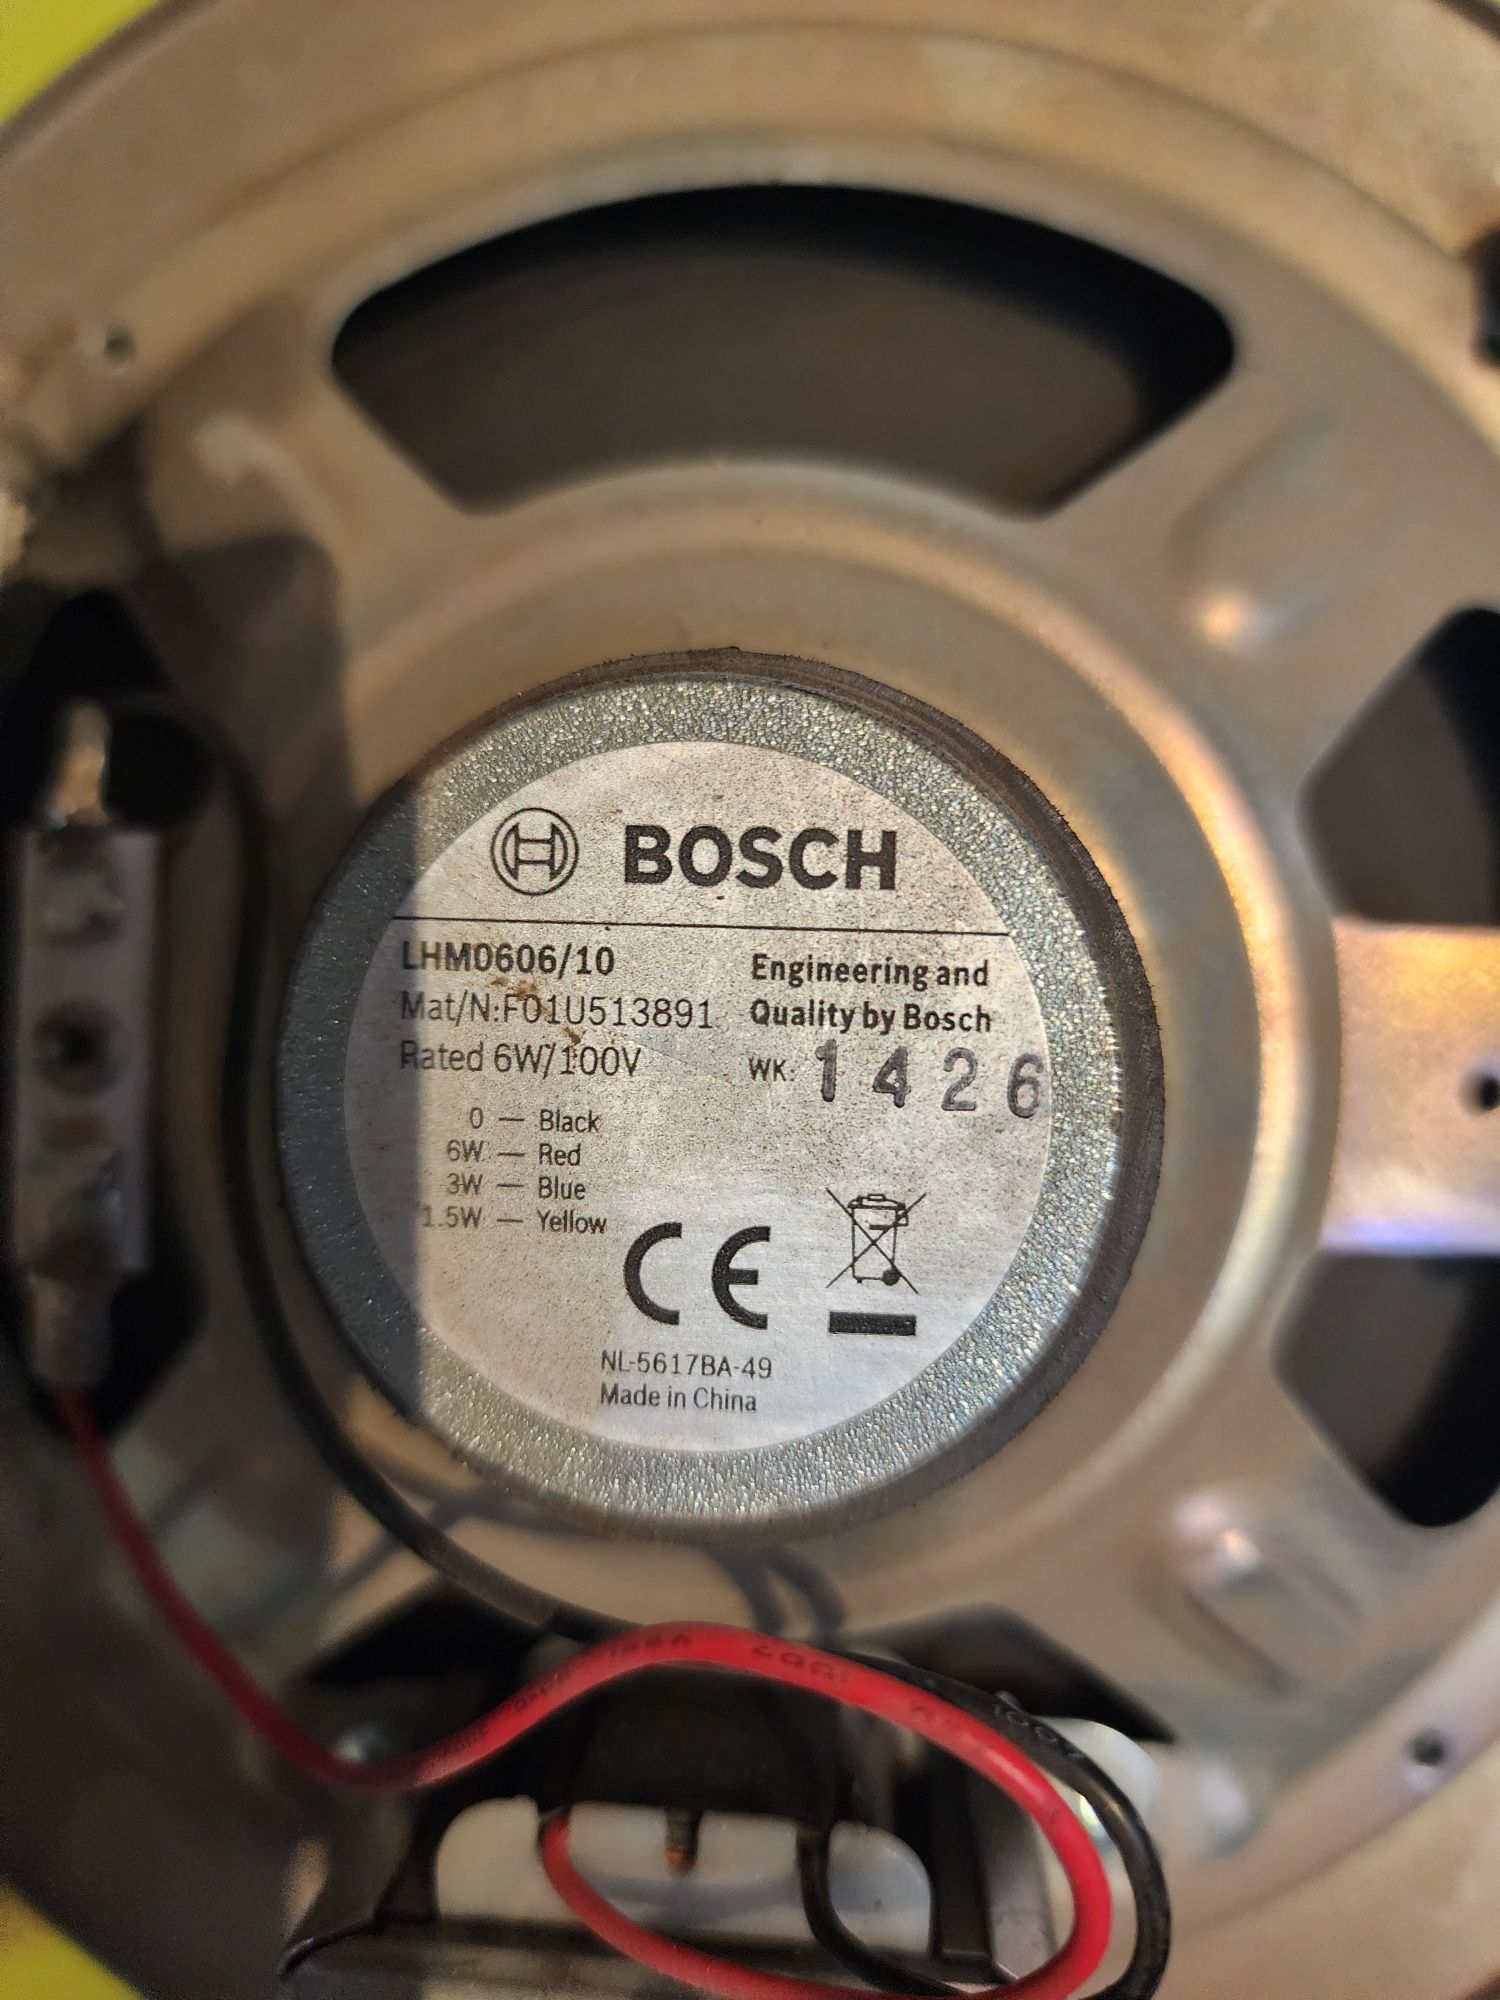 BOSCH
LHM0606/10
Mat/N:F01U513891
Rated 6W/100V
Engineering and
Quality by Bosch
WK: 1426
0 — Black
6W — Red
3W — Blue
1.5W — Yellow
CE
NL-5617BA-49
Made in China